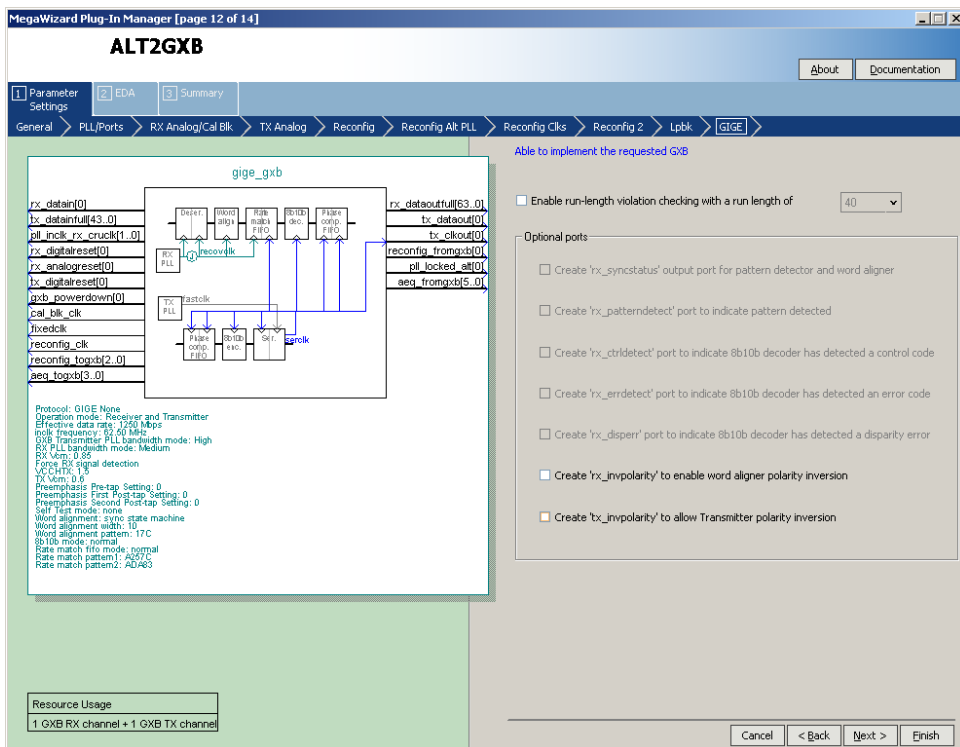 MegaWizard Plug-In Manager [page 12 of 14]
ALT2GXB
About
Documentation
1 Parameter Settings
2 EDA
3 Summary
General
PLL/Ports
RX Analog/Cal Blk
TX Analog
Reconfig
Reconfig Alt PLL
Reconfig Clks
Reconfig 2
Lpbk
GIGE
Able to implement the requested GXB
gige_gxb
rx_datain[0]
tx_datainfull[43..0]
pll_inclk_rx_cruclk[1..0]
rx_digitalreset[0]
rx_analogreset[0]
tx_digitalreset[0]
gxb_powerdown[0]
cal_blk_clk
fixedclk
reconfig_clk
reconfig_togxb[2..0]
aeq_togxb[3..0]
rx_dataoutfull[63..0]
tx_dataout[0]
tx_clkout[0]
reconfig_fromgxb[0]
pll_locked_alt[0]
aeq_fromgxb[5..0]
Deser.
Word align
Rate match FIFO
8b10b dec.
Phase comp. FIFO
RX PLL
recovclk
TX PLL
fastclk
Phase comp. FIFO
8b10b enc.
Ser.
serclk
Protocol: GIGE None
Operation mode: Receiver and Transmitter
Effective data rate: 1250 Mbps
inclk frequency: 62.50 MHz
GXB Transmitter PLL bandwidth mode: High
RX PLL bandwidth mode: Medium
RX Vcm: 0.85
Force RX signal detection
VCCHTX: 1.5
TX Vcm: 0.6
Preemphasis Pre-tap Setting: 0
Preemphasis First Post-tap Setting: 0
Preemphasis Second Post-tap Setting: 0
Self Test mode: none
Word alignment: sync state machine
Word alignment width: 10
Word alignment pattern: 17C
8b10b mode: normal
Rate match fifo mode: normal
Rate match pattern1: A257C
Rate match pattern2: ADA83
Enable run-length violation checking with a run length of
40
Optional ports
Create 'rx_syncstatus' output port for pattern detector and word aligner
Create 'rx_patterndetect' port to indicate pattern detected
Create 'rx_ctrldetect' port to indicate 8b10b decoder has detected a control code
Create 'rx_errdetect' port to indicate 8b10b decoder has detected an error code
Create 'rx_disperr' port to indicate 8b10b decoder has detected a disparity error
Create 'rx_invpolarity' to enable word aligner polarity inversion
Create 'tx_invpolarity' to allow Transmitter polarity inversion
Resource Usage
1 GXB RX channel + 1 GXB TX channel
Cancel
< Back
Next >
Finish